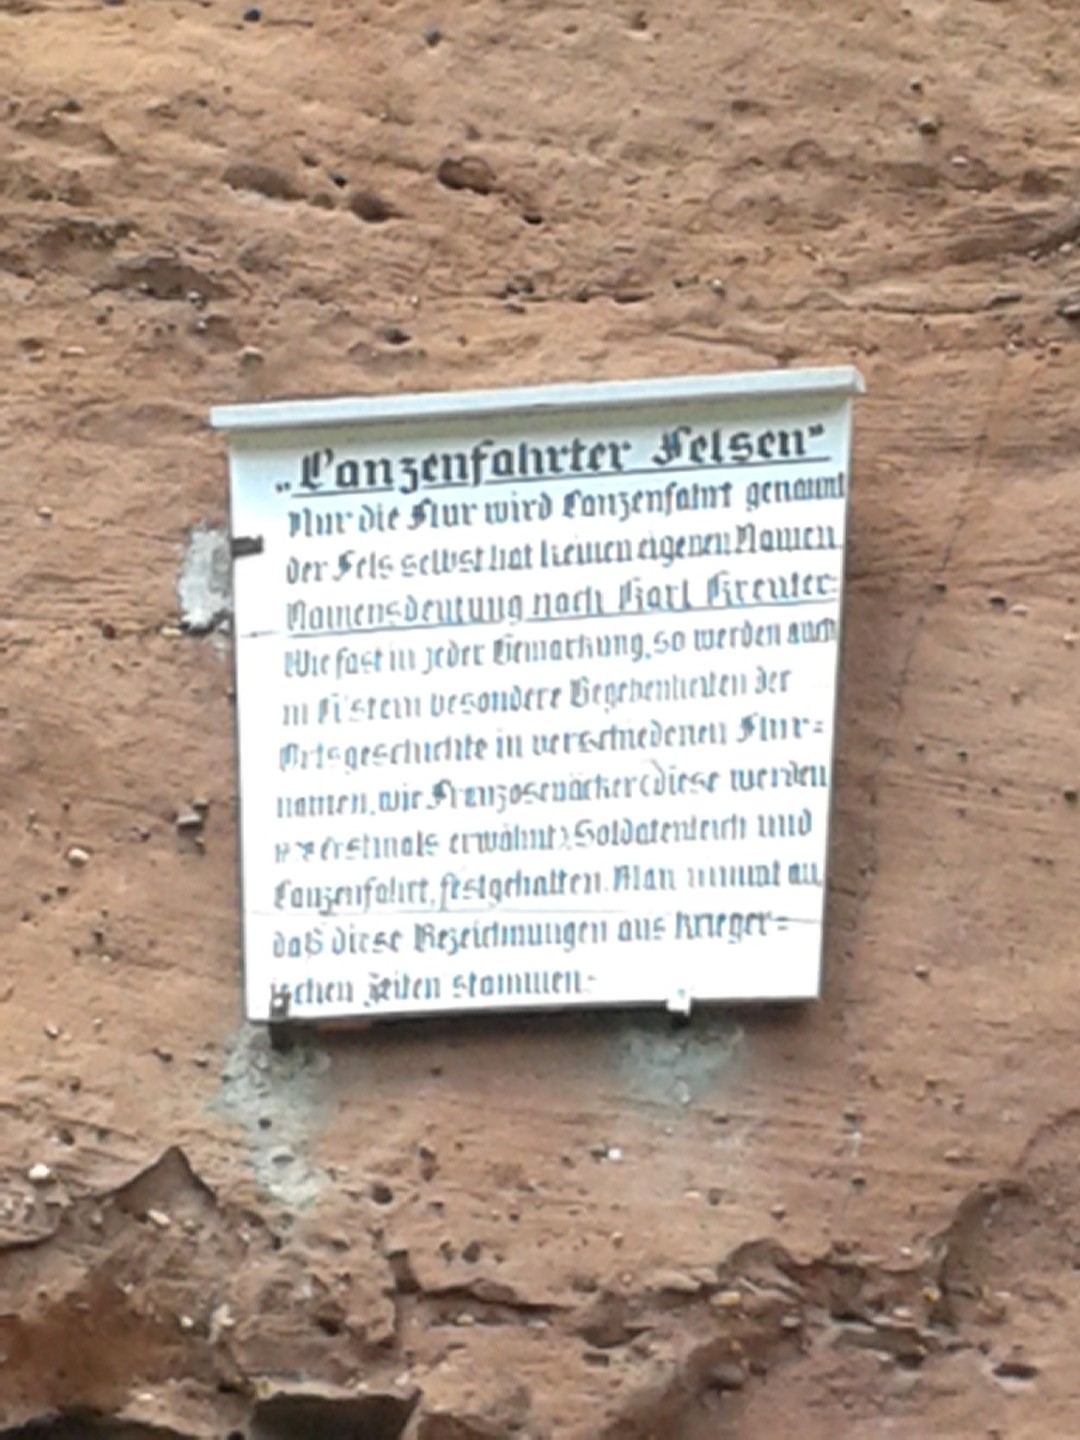 „Lanzenfahrter Felsen"
Nur die Flur wird Lanzenfahrt genannt
der Fels selbst hat keinen eigenen Namen.
Namensdeutung nach Karl Kreuter:
Wie fast in jeder Gemarkung, so werden auch
in besondere Begebenheiten der
Ortsgeschichte in verschiedenen Flur=
namen, wie Franzosenäcker (diese werden
erstmals erwähnt) Soldatenteich und
Lanzenfahrt, festgehalten. Man nimmt an,
daß diese Bezeichnungen aus krieger=
ischen Zeiten stammen.-